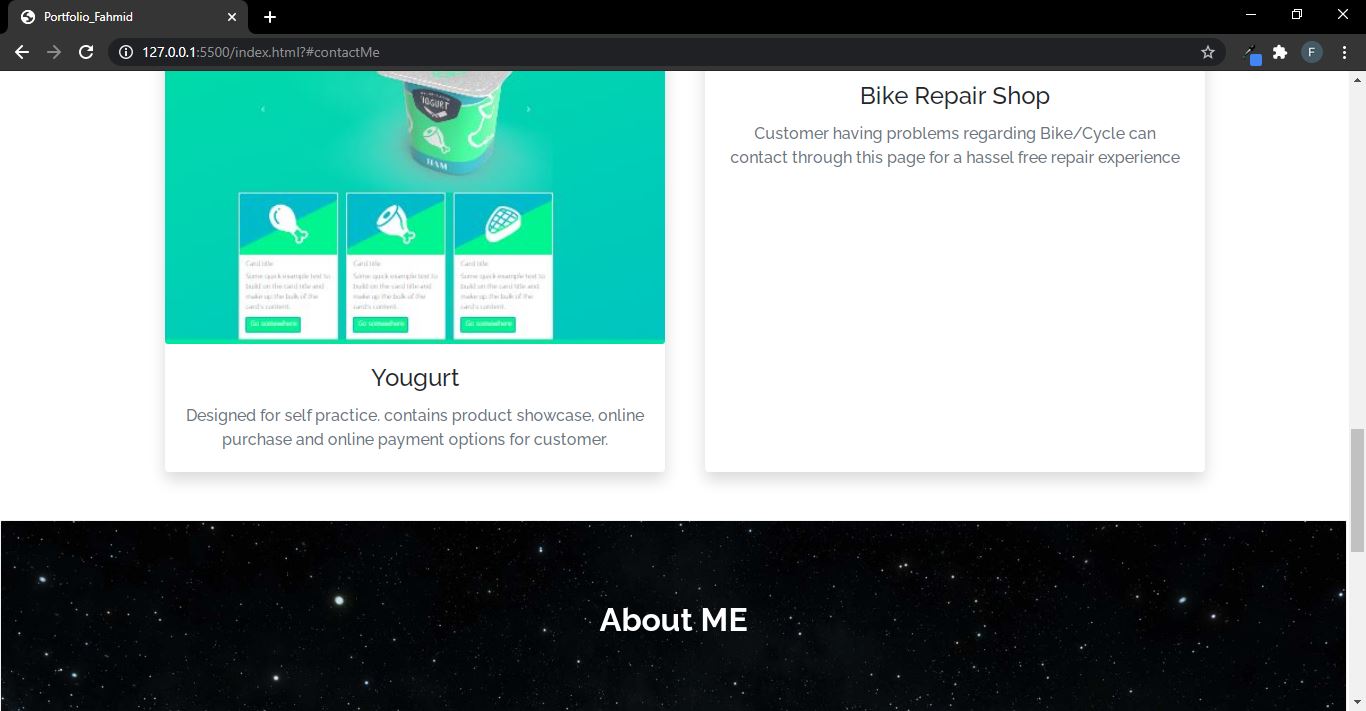 Portfolio_Fahmid
127.0.0.1:5500/index.html?#contactMe
F
YOGURT
HAM
Card title
Some quick example text to
build on the card title and
make up the bulk of the
card's content.
Go somewhere
Card title
Some quick example text to
build on the card title and
make up the bulk of the
card's content.
Go somewhere
Card title
Some quick example text to
build on the card title and
make up the bulk of the
card's content.
Go somewhere
Yougurt
Designed for self practice. contains product showcase, online
purchase and online payment options for customer.
Bike Repair Shop
Customer having problems regarding Bike/Cycle can
contact through this page for a hassel free repair experience
About ME